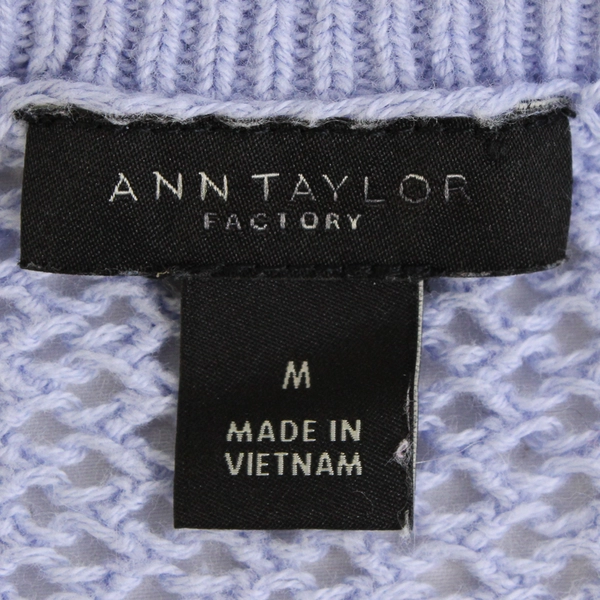 ANN TAYLOR
FACTORY
M
MADE IN
VIETNAM